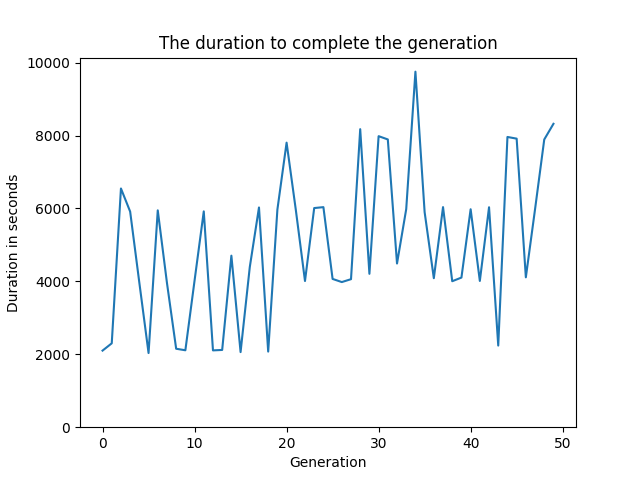 The duration to complete the generation
10000
8000
6000
4000
2000
0
Duration in seconds
0 10 20 30 40 50
Generation